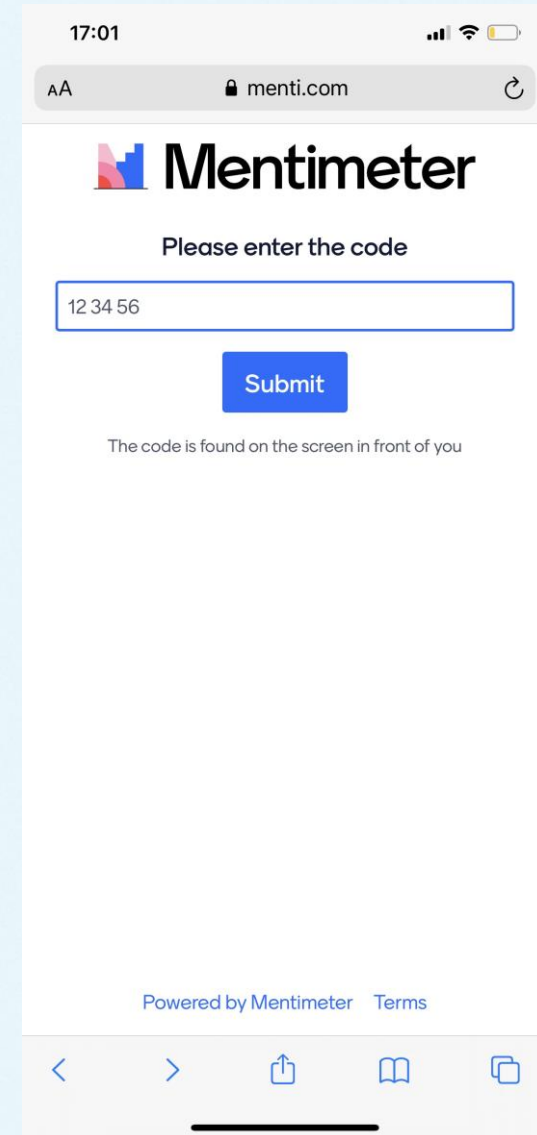 17:01
AA menti.com
Mentimeter
Please enter the code
12 34 56
Submit
The code is found on the screen in front of you
Powered by Mentimeter Terms